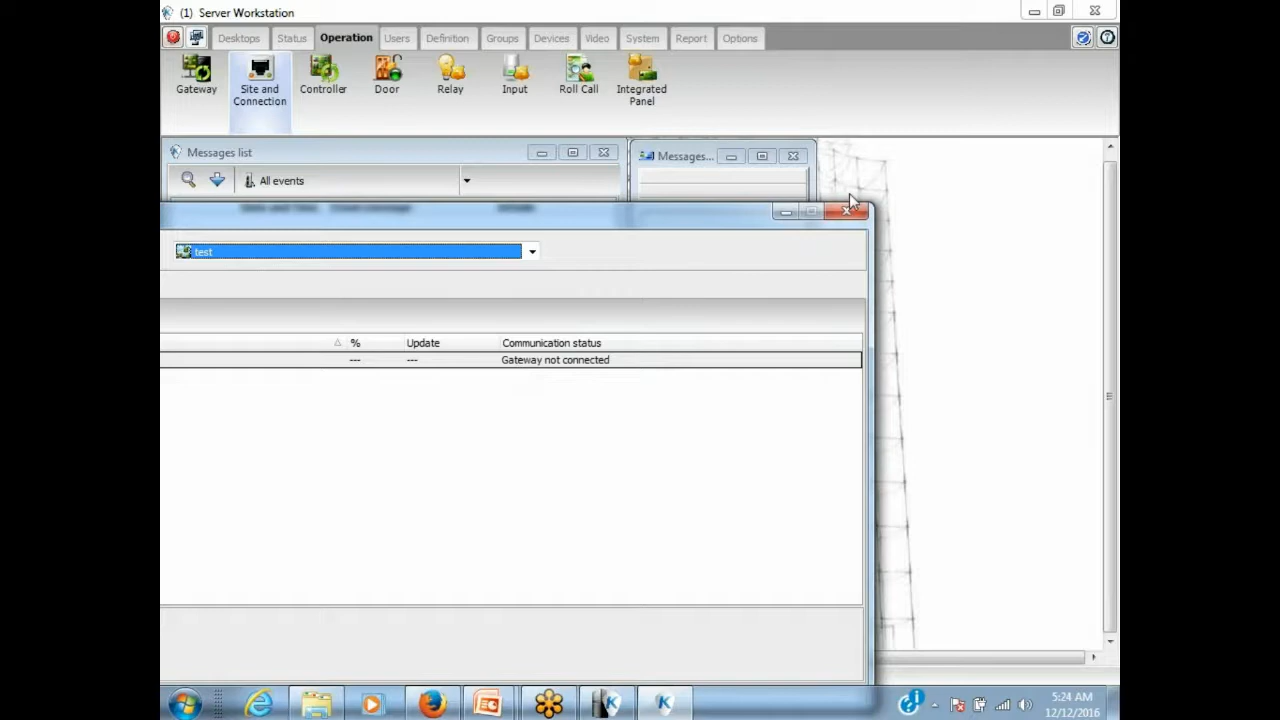 (1) Server Workstation
Desktops Status Operation Users Definition Groups Devices Video System Report Options
Gateway Site and Connection Controller Door Relay Input Roll Call Integrated Panel
Messages list
Messages...
All events
test
% Update Communication status
--- --- Gateway not connected
5:24 AM
12/12/2016